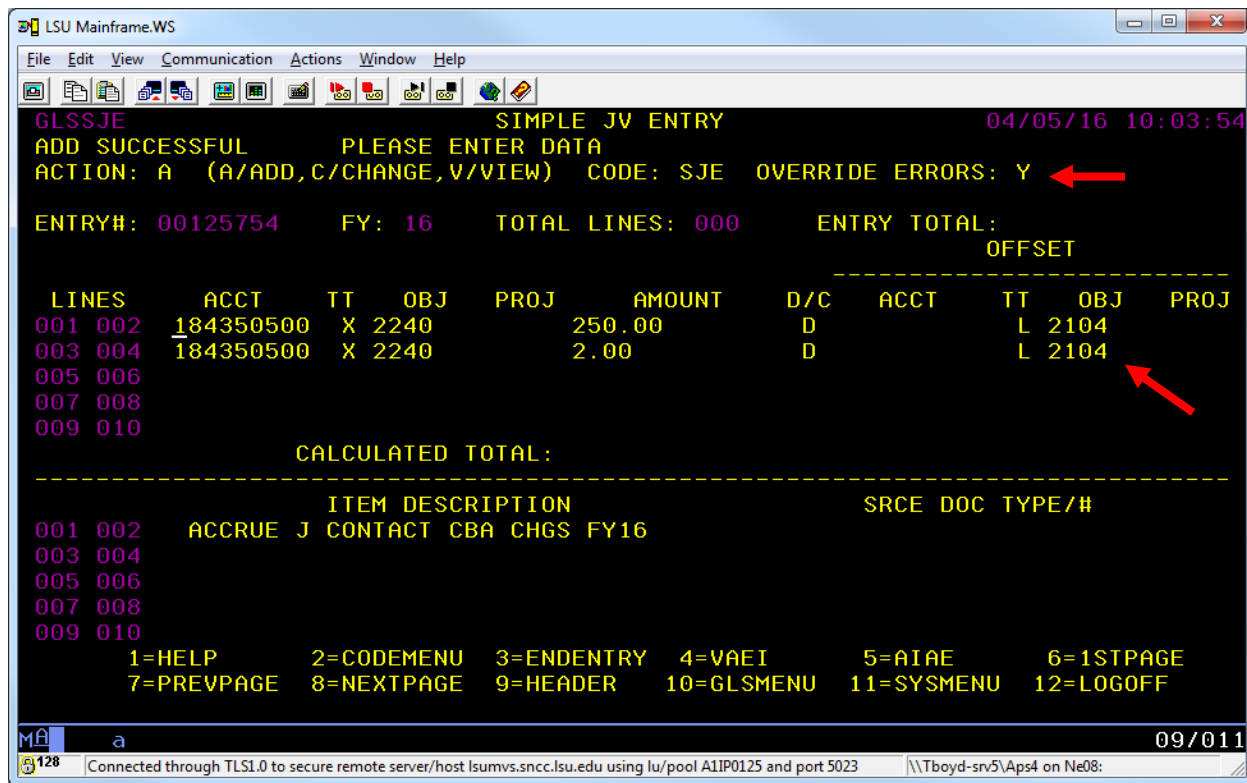 LSU Mainframe.WS
File Edit View Communication Actions Window Help
GLSSJE SIMPLE JV ENTRY 04/05/16 10:03:54
ADD SUCCESSFUL PLEASE ENTER DATA
ACTION: A (A/ADD,C/CHANGE,V/VIEW) CODE: SJE OVERRIDE ERRORS: Y
ENTRY#: 00125754 FY: 16 TOTAL LINES: 000 ENTRY TOTAL:
OFFSET
--------------------------
LINES ACCT TT OBJ PROJ AMOUNT D/C ACCT TT OBJ PROJ
001 002 184350500 X 2240 250.00 D L 2104
003 004 184350500 X 2240 2.00 D L 2104
005 006
007 008
009 010
CALCULATED TOTAL:
------------------------------------------------------------------------------
ITEM DESCRIPTION SRCE DOC TYPE/#
001 002 ACCRUE J CONTACT CBA CHGS FY16
003 004
005 006
007 008
009 010
1=HELP 2=CODEMENU 3=ENDENTRY 4=VAEI 5=AIAE 6=1STPAGE
7=PREVPAGE 8=NEXTPAGE 9=HEADER 10=GLSMENU 11=SYSMENU 12=LOGOFF
MA a 09/011
128 Connected through TLS1.0 to secure remote server/host lsumvs.sncc.lsu.edu using lu/pool A1IP0125 and port 5023 \\Tboyd-srv5\Aps4 on Ne08: